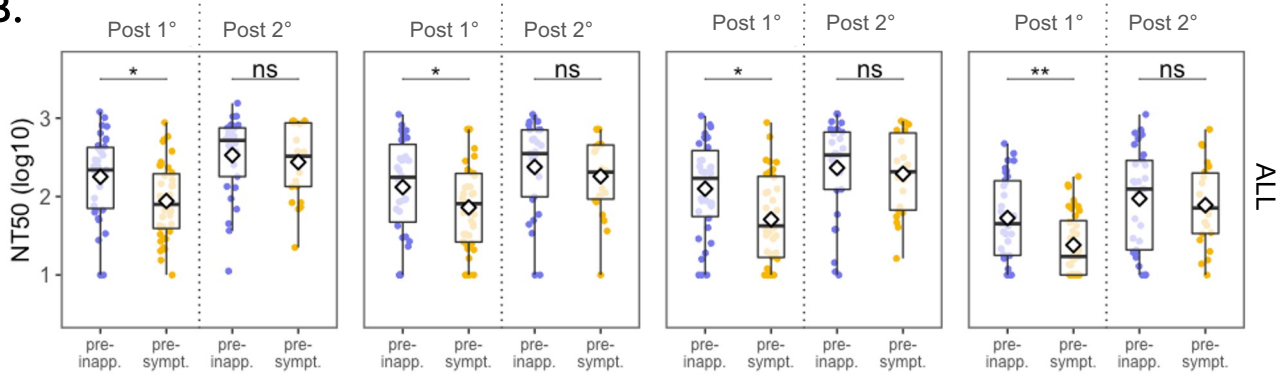 B.
Post 1° Post 2° Post 1° Post 2° Post 1° Post 2° Post 1° Post 2°
* ns * ns * ns ** ns
NT50 (log10)
3
2
1
ALL
pre- pre- pre- pre- pre- pre- pre- pre- pre- pre- pre- pre- pre- pre- pre- pre-
inapp. sympt. inapp. sympt. inapp. sympt. inapp. sympt. inapp. sympt. inapp. sympt. inapp. sympt. inapp. sympt.